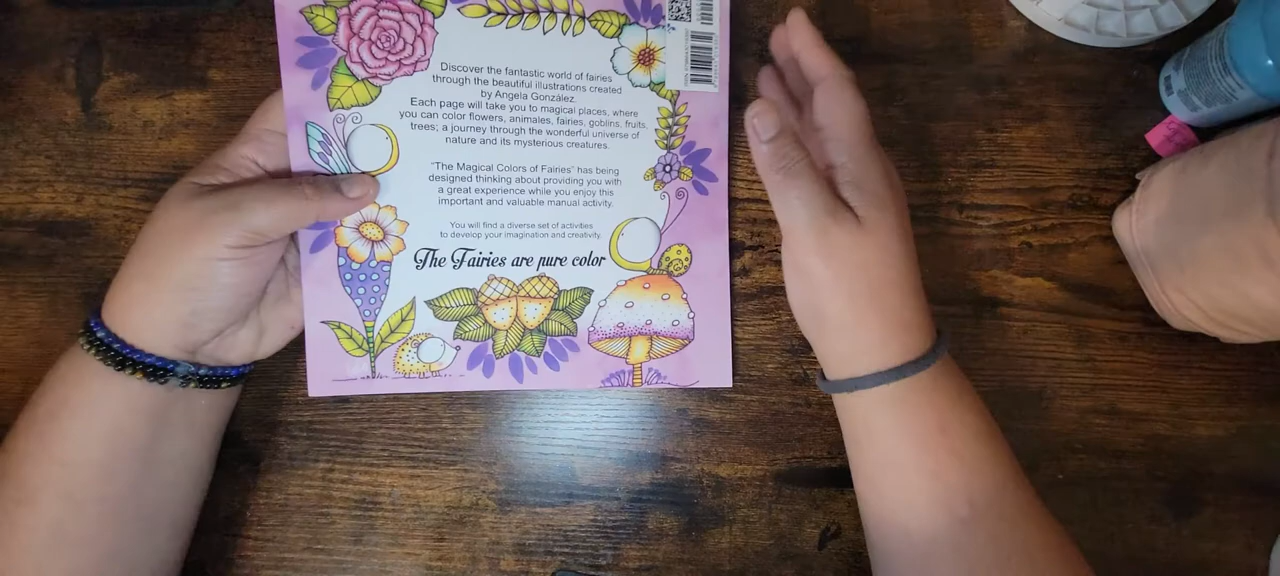 Discover the fantastic world of fairies
through the beautiful illustrations created
by Angela González.
Each page will take you to magical places, where
you can color flowers, animales, fairies, goblins, fruits,
trees; a journey through the wonderful universe of
nature and its mysterious creatures.
"The Magical Colors of Fairies" has being
designed thinking about providing you with
a great experience while you enjoy this
important and valuable manual activity.
You will find a diverse set of activities
to develop your imagination and creativity.
The Fairies are pure color